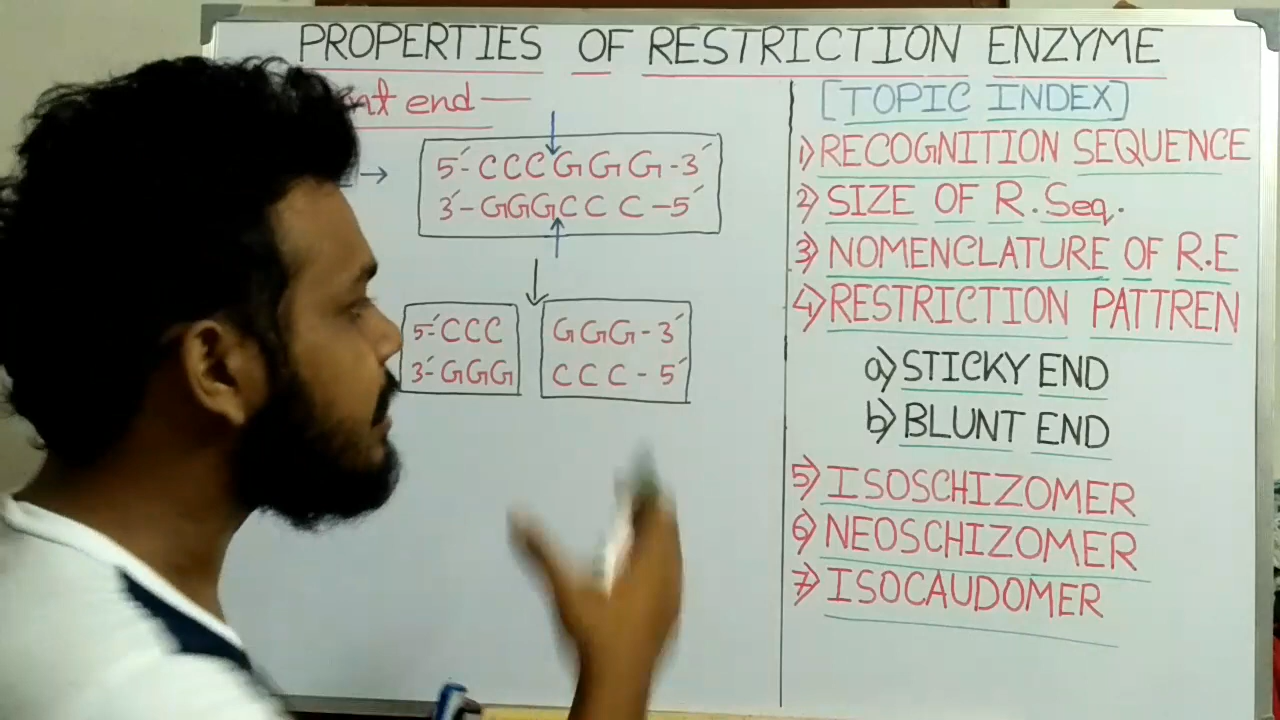 PROPERTIES OF RESTRICTION ENZYME
end —
→ 5´-CCCGGG-3´
3´-GGGCCC-5´
5´-CCC GGG-3´
3´-GGG CCC-5´
[TOPIC INDEX]
1) RECOGNITION SEQUENCE
2) SIZE OF R.Seq.
3) NOMENCLATURE OF R.E
4) RESTRICTION PATTREN
a) STICKY END
b) BLUNT END
5) ISOSCHIZOMER
6) NEOSCHIZOMER
7) ISOCAUDOMER